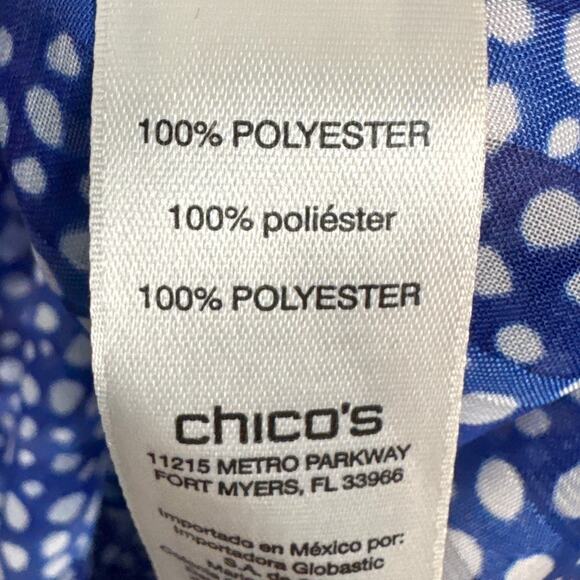 100% POLYESTER
100% poliéster
100% POLYESTER
chico's
11215 METRO PARKWAY
FORT MYERS, FL 33966
Importado en México por:
Importadora Globastic
S.A. de